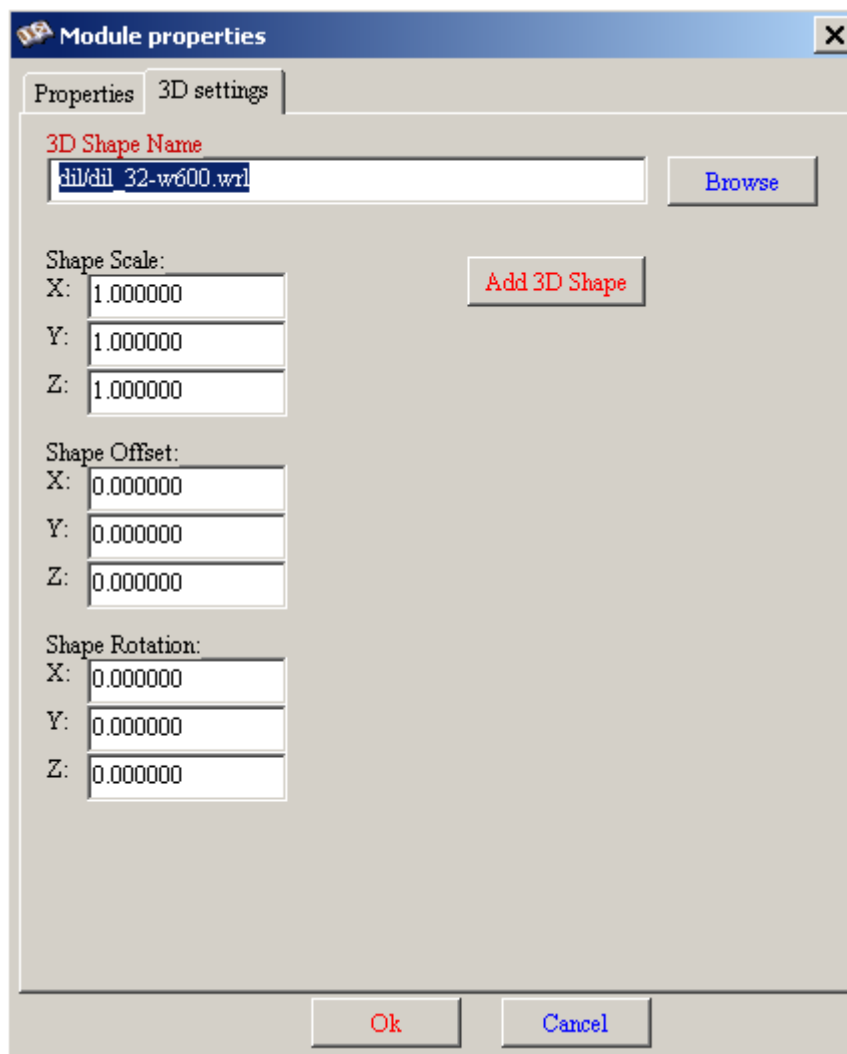 Module properties
Properties 3D settings
3D Shape Name
dil/dil_32-w600.wrl Browse
Shape Scale:
X: 1.000000 Add 3D Shape
Y: 1.000000
Z: 1.000000
Shape Offset:
X: 0.000000
Y: 0.000000
Z: 0.000000
Shape Rotation:
X: 0.000000
Y: 0.000000
Z: 0.000000
Ok Cancel